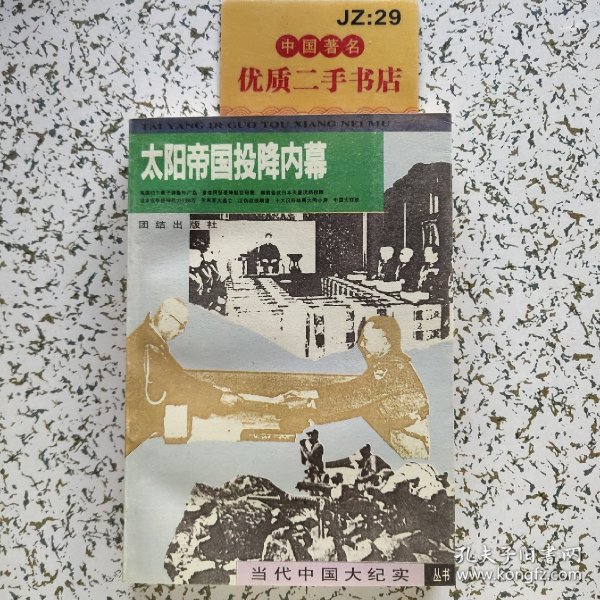 JZ:29
中国著名
优质二手书店
TAI YANG DI GUO TOU XIANG NEI MU
太阳帝国投降内幕
团结出版社
当代中国大纪实
丛书
孔夫子旧书网
www.kongfz.com